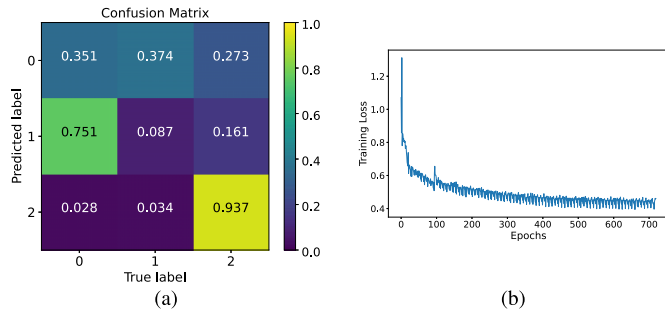 Confusion Matrix
Predicted label
0
1
2
0.351 0.374 0.273
0.751 0.087 0.161
0.028 0.034 0.937
0 1 2
True label
1.0
0.8
0.6
0.4
0.2
0.0
(a)
Training Loss
1.2
1.0
0.8
0.6
0.4
0 100 200 300 400 500 600 700
Epochs
(b)